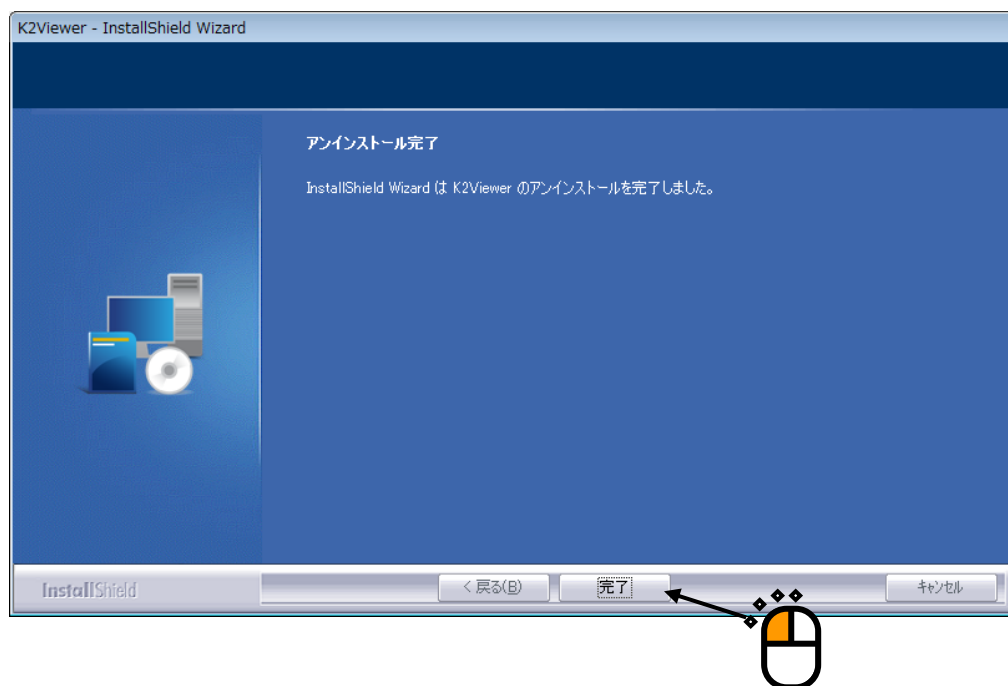 K2Viewer - InstallShield Wizard
アンインストール完了
InstallShield Wizard は K2Viewer のアンインストールを完了しました。
InstallShield
< 戻る(B)
完了
キャンセル